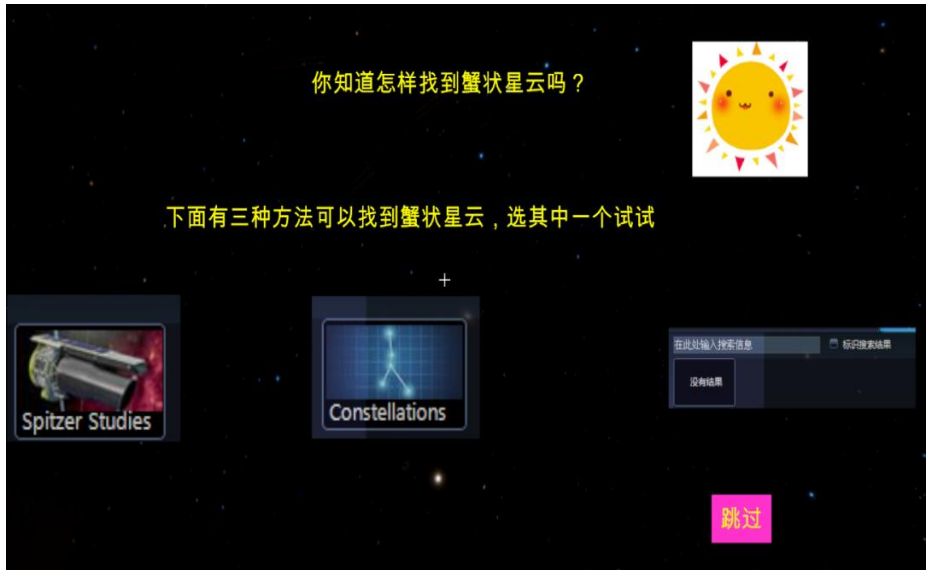 你知道怎样找到蟹状星云吗？
下面有三种方法可以找到蟹状星云，选其中一个试试
Spitzer Studies
Constellations
在此处输入搜索信息
标识搜索结果
没有结果
跳过